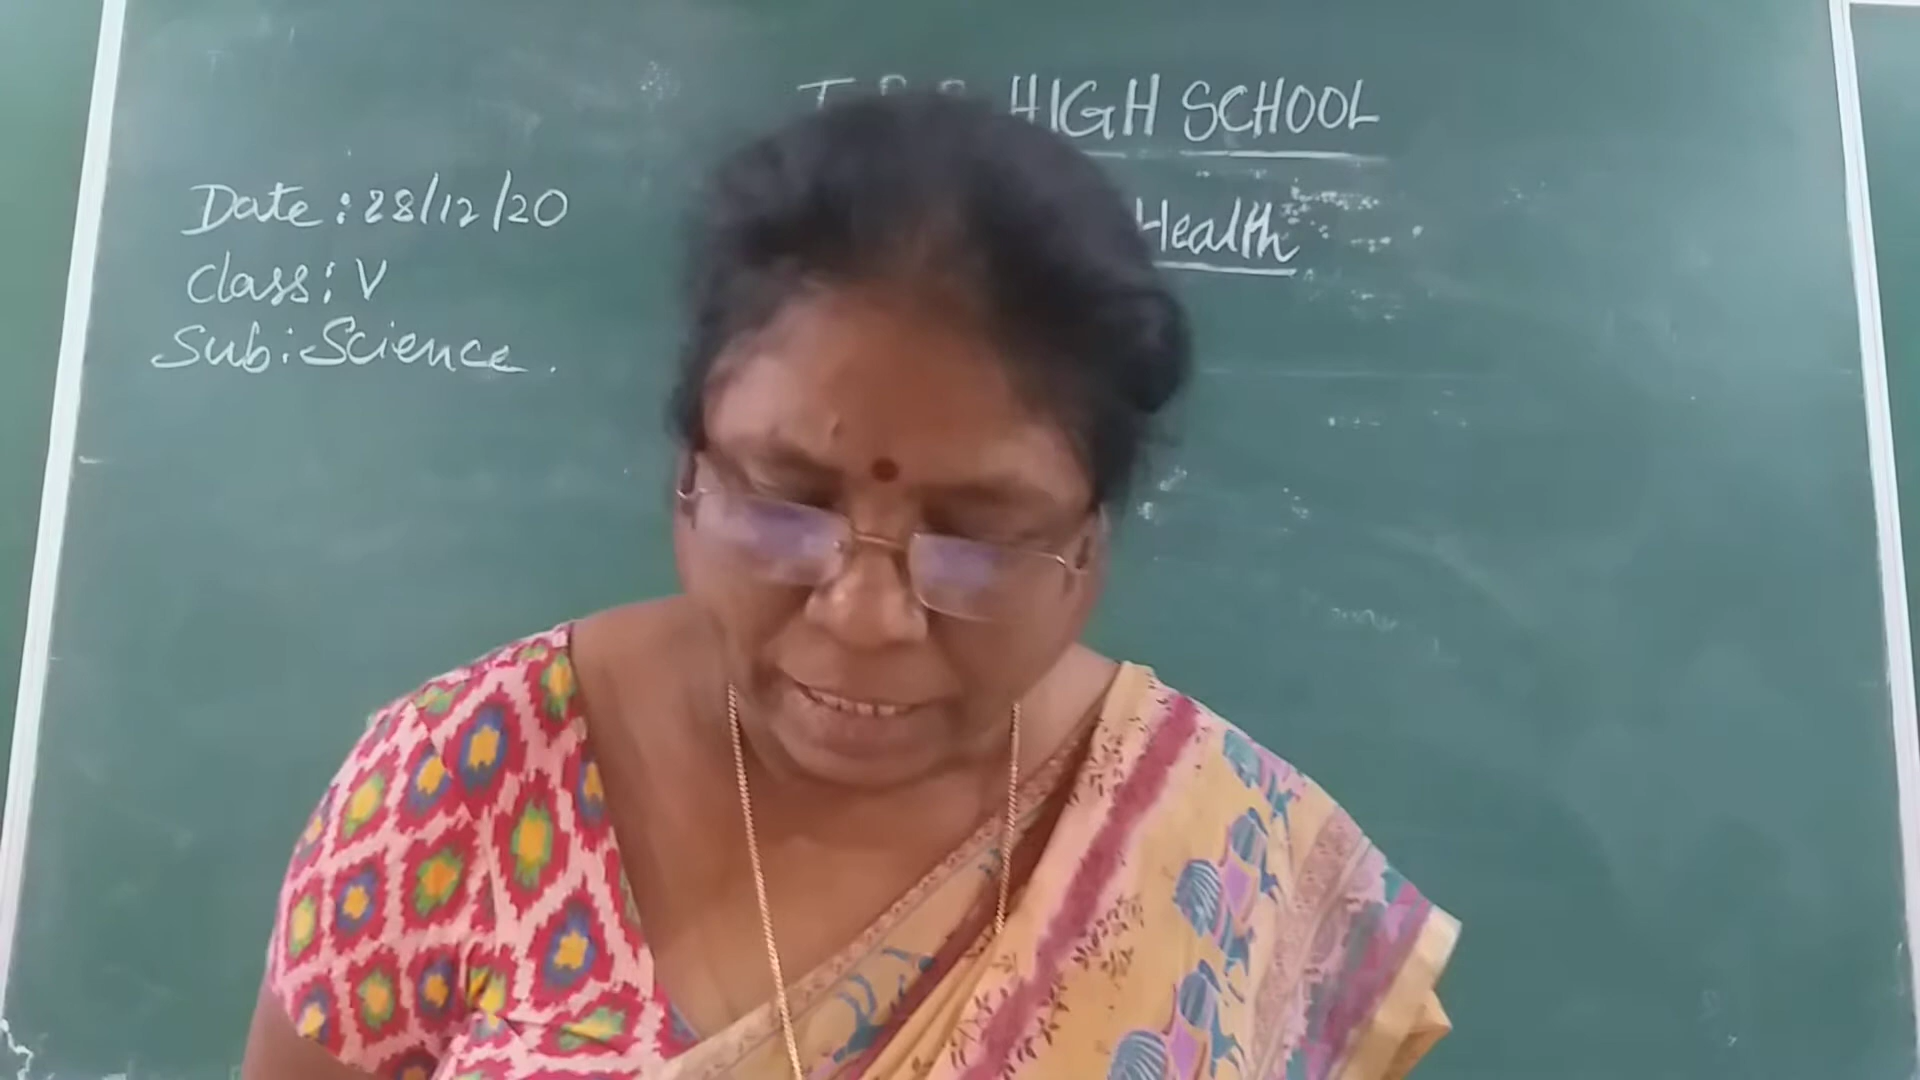 HIGH SCHOOL
Health
Date: 28/12/20
Class: V
Sub: Science.